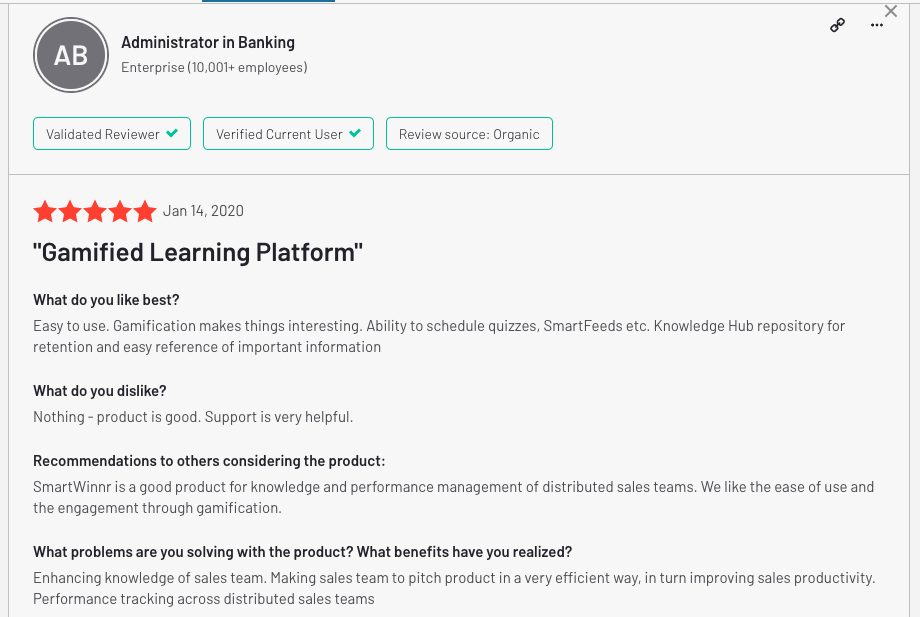 AB
Administrator in Banking
Enterprise (10,001+ employees)
Validated Reviewer
Verified Current User
Review source: Organic
Jan 14, 2020
"Gamified Learning Platform"
What do you like best?
Easy to use. Gamification makes things interesting. Ability to schedule quizzes, SmartFeeds etc. Knowledge Hub repository for
retention and easy reference of important information
What do you dislike?
Nothing - product is good. Support is very helpful.
Recommendations to others considering the product:
SmartWinnr is a good product for knowledge and performance management of distributed sales teams. We like the ease of use and
the engagement through gamification.
What problems are you solving with the product? What benefits have you realized?
Enhancing knowledge of sales team. Making sales team to pitch product in a very efficient way, in turn improving sales productivity.
Performance tracking across distributed sales teams